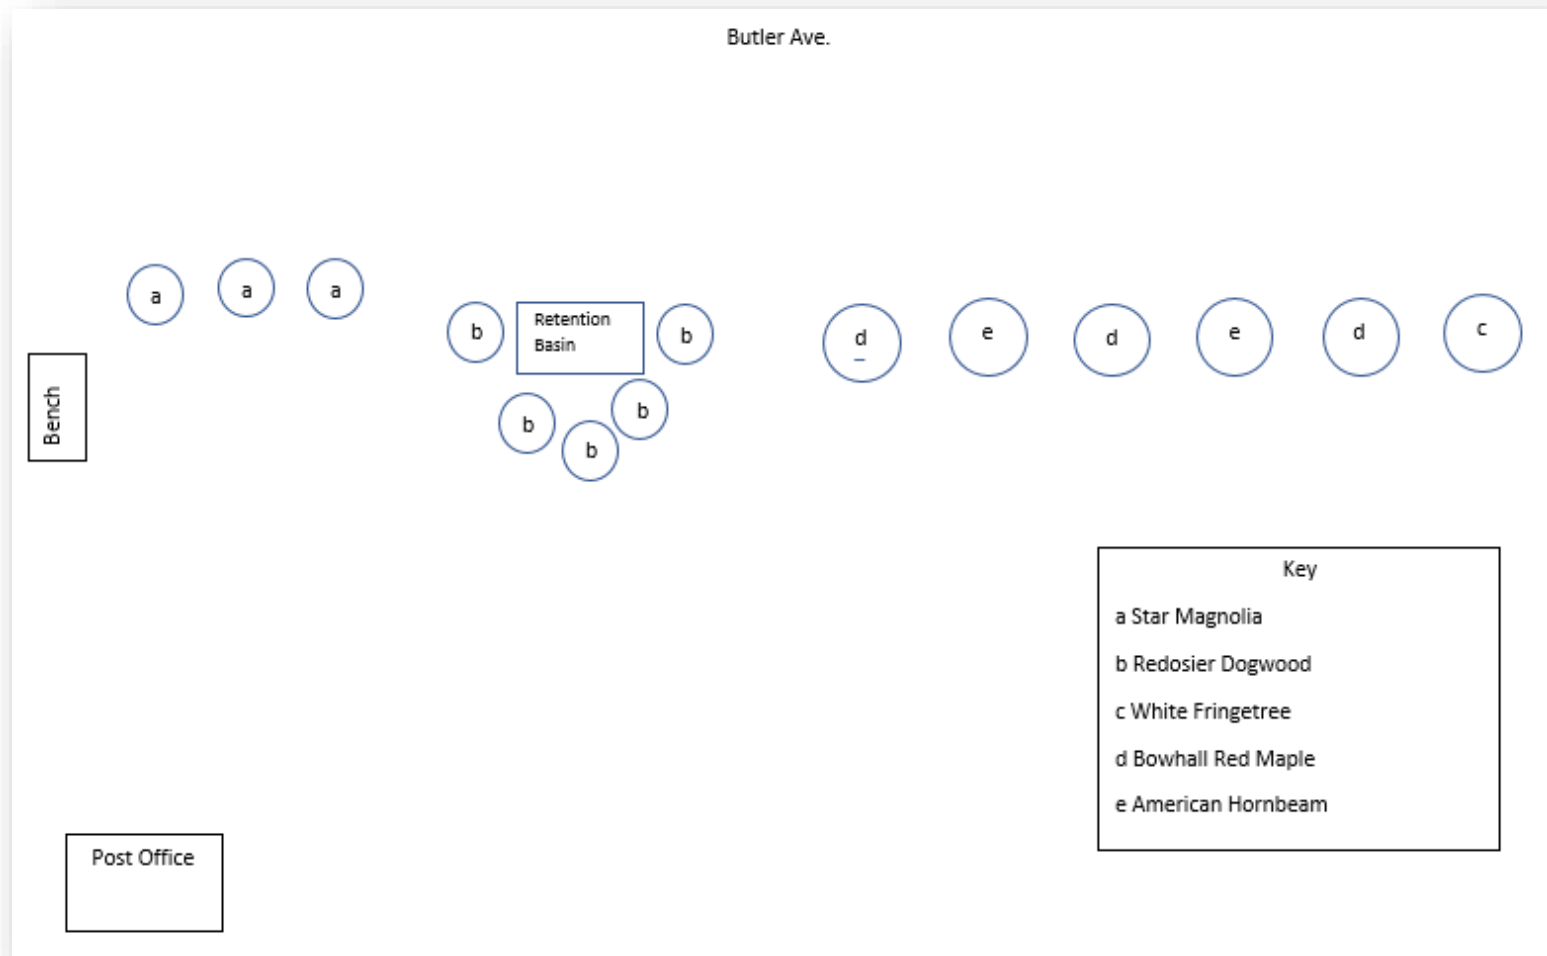 Butler Ave.
a
a
a
b
Retention
Basin
b
b
b
b
d
e
d
e
d
c
Bench
Key
a Star Magnolia
b Redosier Dogwood
c White Fringetree
d Bowhall Red Maple
e American Hornbeam
Post Office